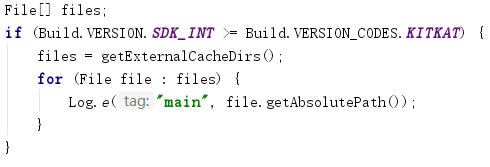 File[] files;
if (Build.VERSION.SDK_INT >= Build.VERSION_CODES.KITKAT) {
    files = getExternalCacheDirs();
    for (File file : files) {
        Log.e( tag: "main", file.getAbsolutePath());
    }
}